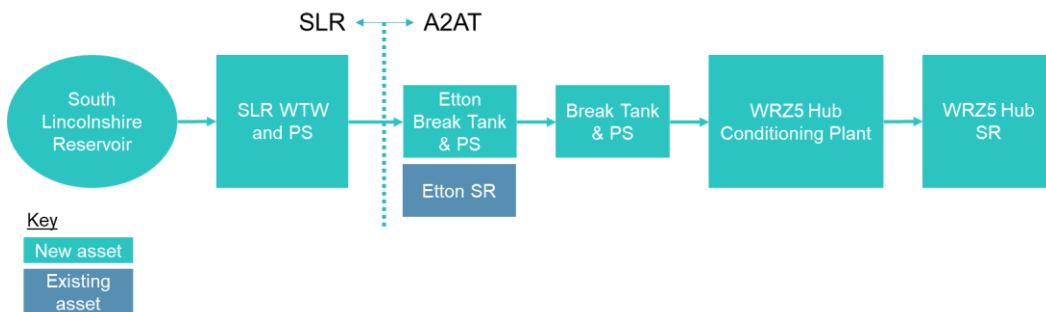 SLR A2AT
South
Lincolnshire
Reservoir
SLR WTW
and PS
Etton
Break Tank
& PS
Etton SR
Break Tank
& PS
WRZ5 Hub
Conditioning Plant
WRZ5 Hub
SR
Key
New asset
Existing
asset